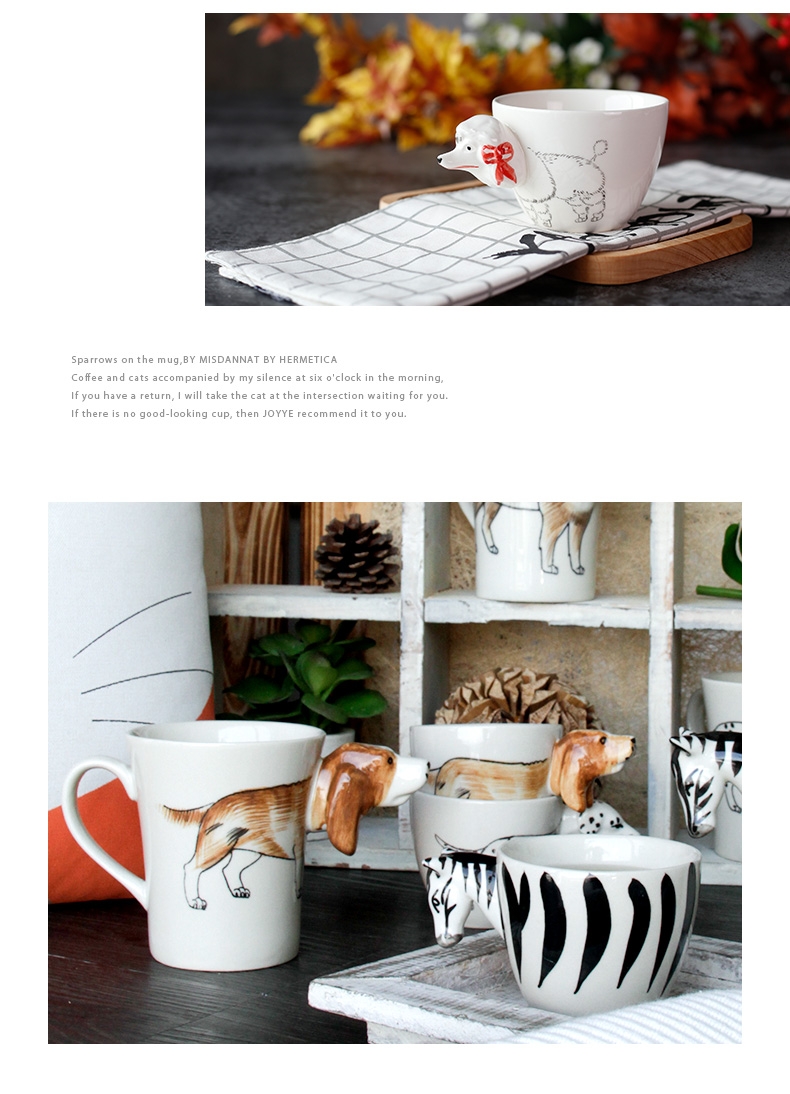 Sparrows on the mug,BY MISDANNAT BY HERMETICA
Coffee and cats accompanied by my silence at six o'clock in the morning,
If you have a return, I will take the cat at the intersection waiting for you.
If there is no good-looking cup, then JOYYE recommend it to you.